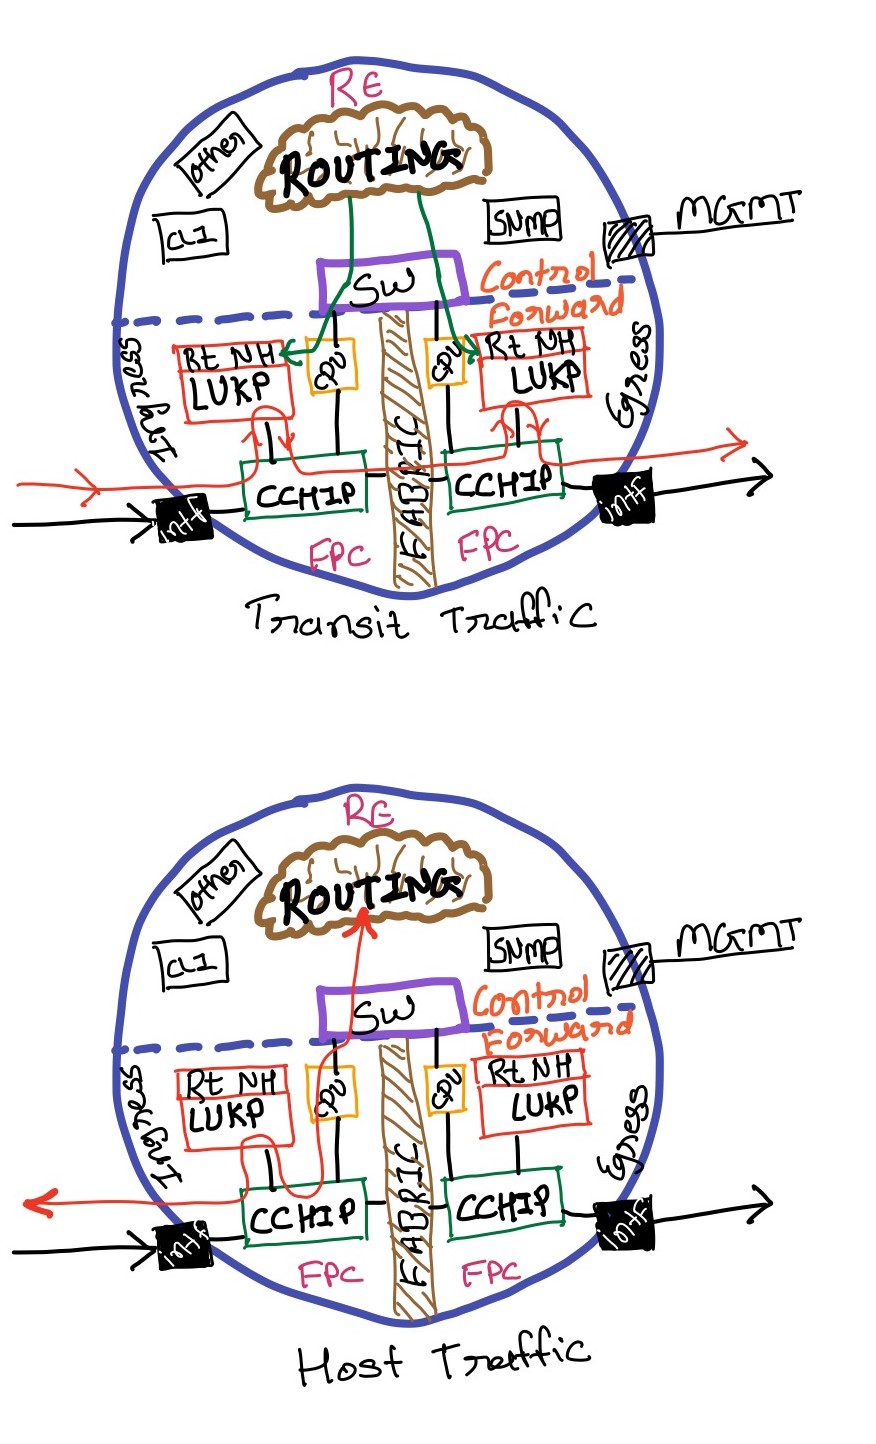 RE
other
ROUTING
CLI
SNMP
MGMT
SW
Control
Forward
Ingress
Rt NH
LUKP
CPU
CPU
Rt NH
LUKP
Egress
CCHIP
FABRIC
CCHIP
intf
intf
FPC
FPC
Transit Traffic
RE
other
ROUTING
CLI
SNMP
MGMT
SW
Control
Forward
Ingress
Rt NH
LUKP
CPU
CPU
Rt NH
LUKP
Egress
CCHIP
FABRIC
CCHIP
intf
intf
FPC
FPC
Host Traffic